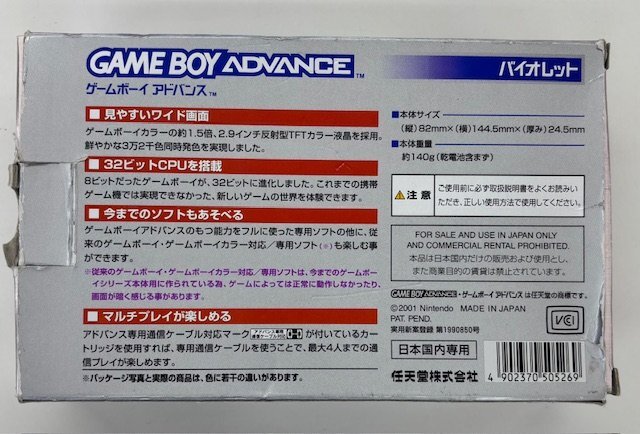 GAME BOY ADVANCE™
ゲームボーイ アドバンス™
バイオレット
■見やすいワイド画面
ゲームボーイカラーの約1.5倍、2.9インチ反射型TFTカラー液晶を採用。
鮮やかな3万2千色同時発色を実現しました。
■32ビットCPUを搭載
8ビットだったゲームボーイが、32ビットに進化しました。これまでの携帯
ゲーム機では実現できなかった、新しいゲームの世界を体験できます。
■今までのソフトもあそべる
ゲームボーイアドバンスのもつ能力をフルに使った専用ソフトの他に、従
来のゲームボーイ・ゲームボーイカラー対応/専用ソフト(※)も楽しむ事
ができます。
※従来のゲームボーイ・ゲームボーイカラー対応/専用ソフトは、今までのゲームボー
イシリーズ本体用に作られている為、ゲームによっては正常に動作しなかったり、
画面が暗く感じる事があります。
■マルチプレイが楽しめる
アドバンス専用通信ケーブル対応マーク アドバンス専用通信ケーブル対応 が付いているカー
トリッジを使用すれば、専用通信ケーブルを使うことで、最大4人までの通
信プレイが楽しめます。
※パッケージ写真と実際の商品は、色に若干の違いがあります。
■本体サイズ
(縦)82mm×(横)144.5mm×(厚み)24.5mm
■本体重量
約140g(乾電池含まず)
注意
ご使用前に必ず取扱説明書をよくお読みい
ただき、正しい使用方法で使用してください。
FOR SALE AND USE IN JAPAN ONLY
AND COMMERCIAL RENTAL PROHIBITED.
本品は日本国内だけの販売および使用とし、
また商業目的の賃貸は禁止されています。
GAME BOY ADVANCE・ゲームボーイ アドバンス は任天堂の商標です。
©2001 Nintendo MADE IN JAPAN
PAT. PEND.
実用新案登録 第1990850号
VCI
日本国内専用
任天堂株式会社
4 902370 505269